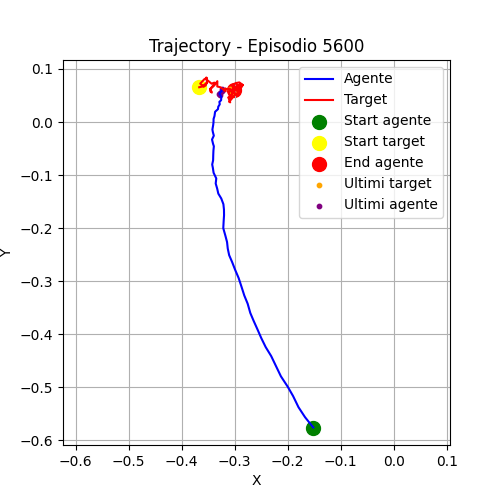 Trajectory - Episodio 5600
Agente
Target
Start agente
Start target
End agente
Ultimi target
Ultimi agente
0.1
0.0
−0.1
−0.2
−0.3
−0.4
−0.5
−0.6
Y
−0.6 −0.5 −0.4 −0.3 −0.2 −0.1 0.0 0.1
X